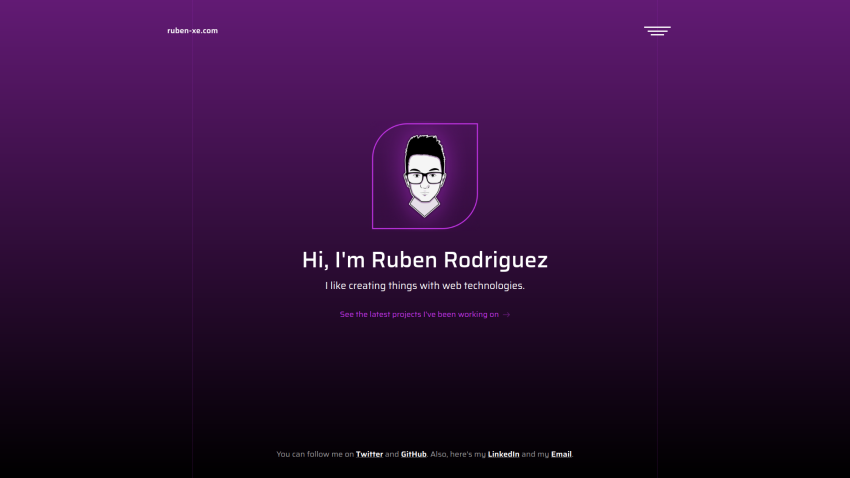 ruben-xe.com
Hi, I'm Ruben Rodriguez
I like creating things with web technologies.
See the latest projects I've been working on →
You can follow me on Twitter and GitHub. Also, here's my LinkedIn and my Email.